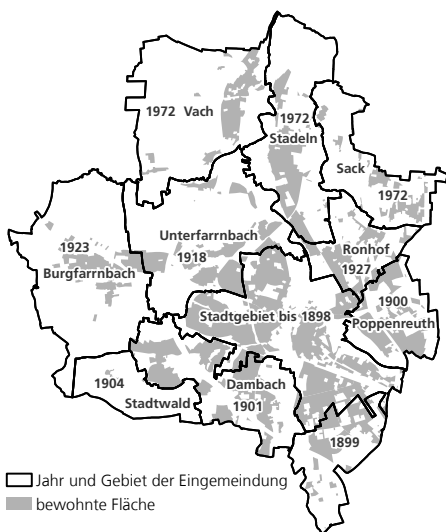 1972 Vach
1972
Stadeln
Sack
1972
1923
Burgfarrnbach
Unterfarrnbach
1918
Ronhof
1927
Stadtgebiet bis 1898
1900
Poppenreuth
1904
Stadtwald
Dambach
1901
1899
Jahr und Gebiet der Eingemeindung
bewohnte Fläche